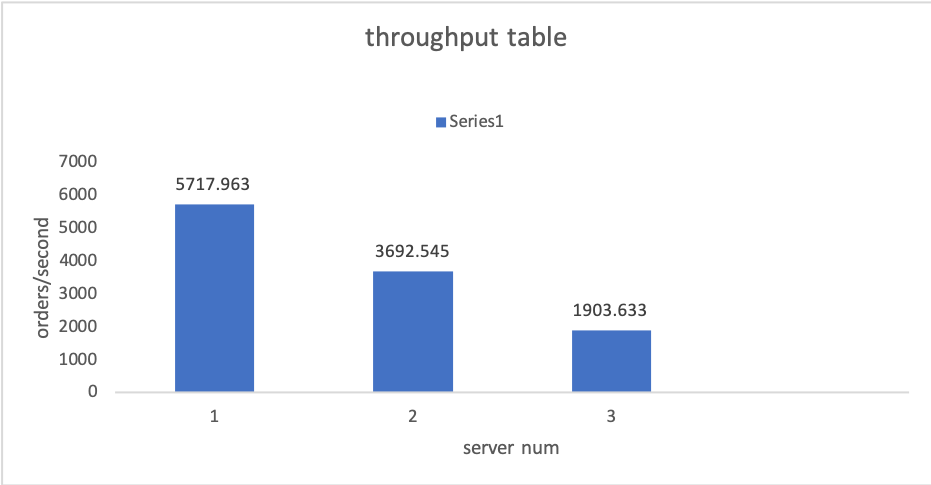 throughput table
Series1
7000
6000
5000
4000
3000
2000
1000
0
orders/second
5717.963
3692.545
1903.633
1 2 3
server num